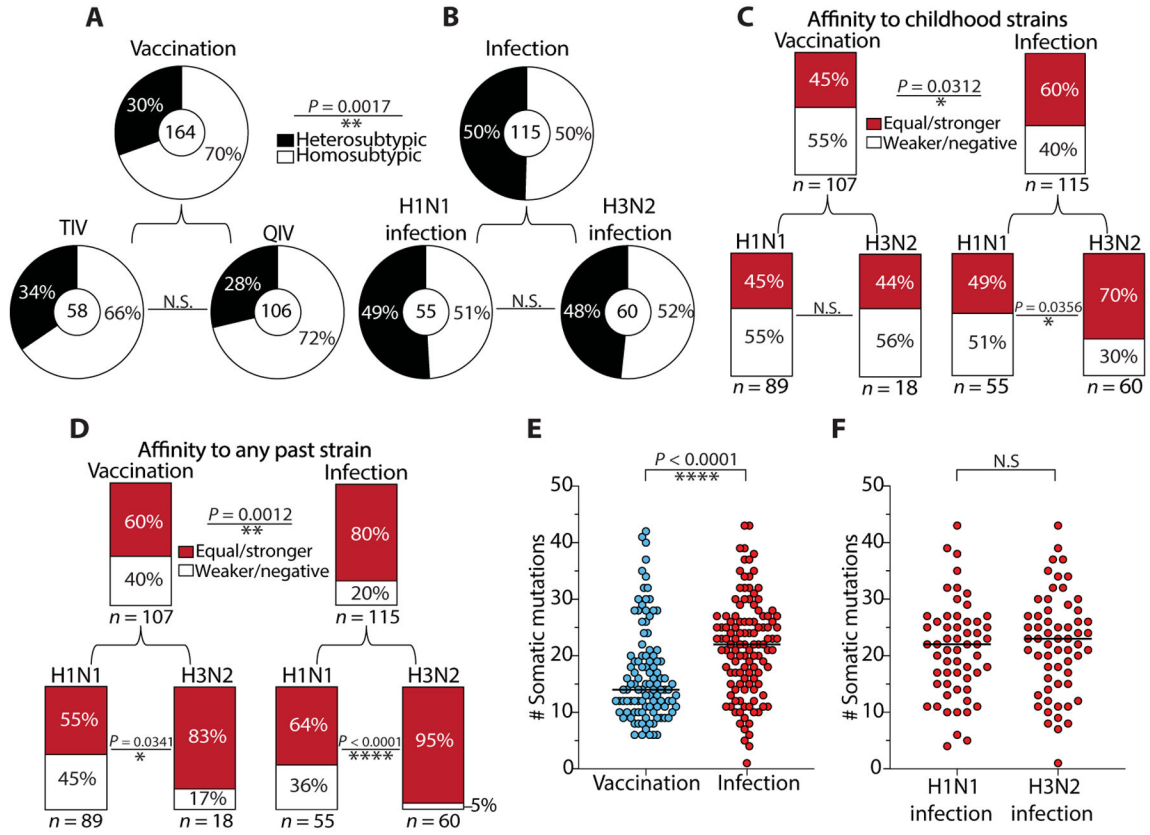 A
Vaccination
30%
164
70%
P = 0.0017
**
Heterosubtypic
Homosubtypic
TIV
34%
58
66%
N.S.
QIV
28%
106
72%
B
Infection
50%
115
50%
H1N1
infection
49%
55
51%
N.S.
H3N2
infection
48%
60
52%
C
Affinity to childhood strains
Vaccination
45%
55%
n = 107
P = 0.0312
*
Equal/stronger
Weaker/negative
Infection
60%
40%
n = 115
H1N1
45%
55%
n = 89
N.S.
H3N2
44%
56%
n = 18
H1N1
49%
51%
n = 55
P = 0.0356
*
H3N2
70%
30%
n = 60
D
Affinity to any past strain
Vaccination
60%
40%
n = 107
P = 0.0012
**
Equal/stronger
Weaker/negative
Infection
80%
20%
n = 115
H1N1
55%
45%
n = 89
P = 0.0341
*
H3N2
83%
17%
n = 18
H1N1
64%
36%
n = 55
P < 0.0001
****
H3N2
95%
5%
n = 60
E
P < 0.0001
****
# Somatic mutations
50
40
30
20
10
0
Vaccination
Infection
F
N.S
# Somatic mutations
50
40
30
20
10
0
H1N1
infection
H3N2
infection